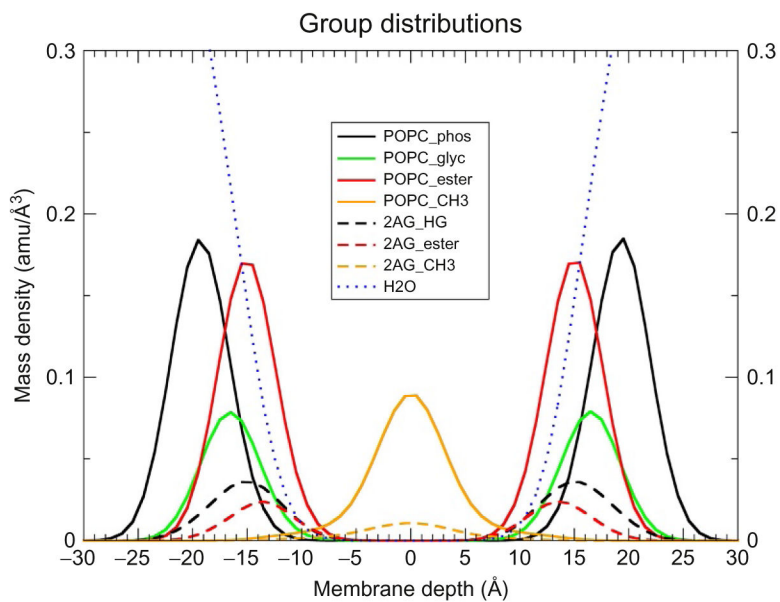 Group distributions
0.3
0.2
0.1
0
Mass density (amu/Å³)
POPC_phos
POPC_glyc
POPC_ester
POPC_CH3
2AG_HG
2AG_ester
2AG_CH3
H2O
0.3
0.2
0.1
0
–30 –25 –20 –15 –10 –5 0 5 10 15 20 25 30
Membrane depth (Å)